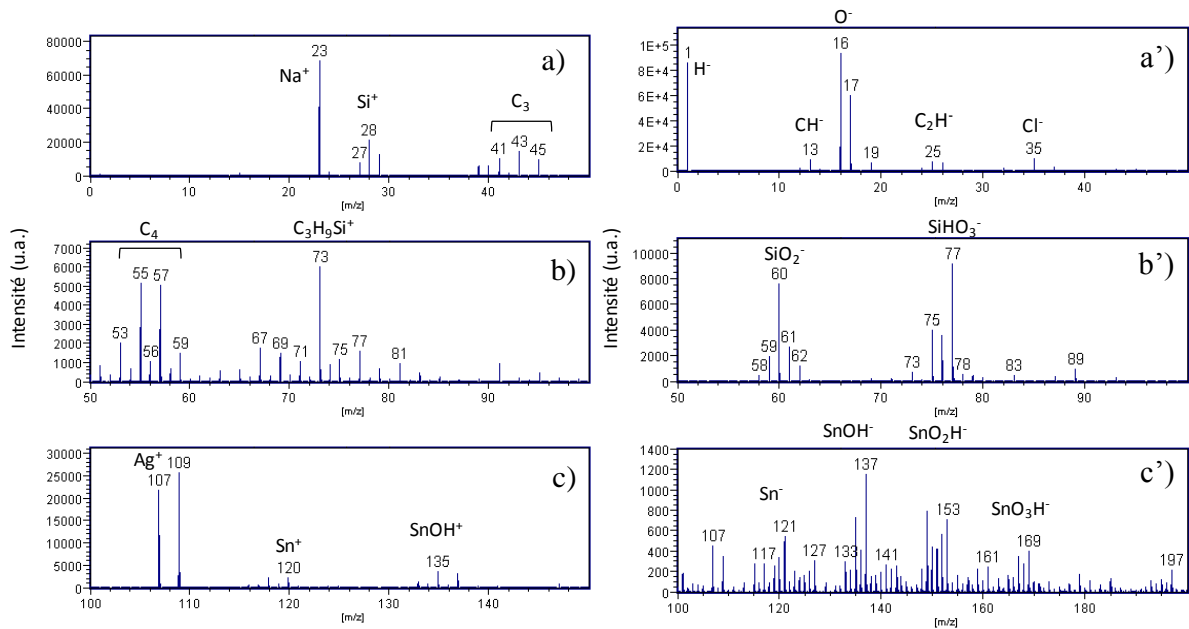 80000
60000
40000
20000
0
0 10 20 30 40
[m/z]
Na⁺
23
Si⁺
27 28
C₃
41 43 45
a)
O⁻
1E+5
8E+4
6E+4
4E+4
2E+4
0
0 10 20 30 40
[m/z]
1
H⁻
CH⁻
13
16
17
19
C₂H⁻
25
Cl⁻
35
a')
Intensité (u.a.)
7000
6000
5000
4000
3000
2000
1000
0
50 60 70 80 90
[m/z]
C₄
C₃H₉Si⁺
53 55 56 57 59 67 69 71 73 75 77 81
b)
Intensité (u.a.)
10000
8000
6000
4000
2000
0
50 60 70 80 90
[m/z]
SiHO₃⁻
SiO₂⁻
58 59 60 61 62 73 75 77 78 83 89
b')
30000
25000
20000
15000
10000
5000
0
100 110 120 130 140
[m/z]
Ag⁺
107 109
Sn⁺
120
SnOH⁺
135
c)
SnOH⁻ SnO₂H⁻
1400
1200
1000
800
600
400
200
0
100 120 140 160 180
[m/z]
Sn⁻
SnO₃H⁻
107 117 121 127 133 137 141 153 161 169 197
c')